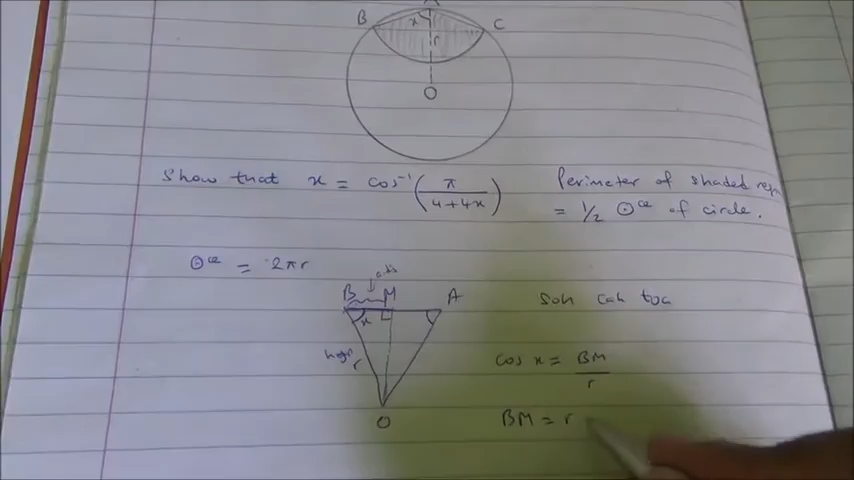 B
x
C
r
O
Show that x = cos⁻¹(π/(4+4x))
Perimeter of shaded
= 1/2 ⊙ce of circle.
⊙ce = 2πr
B M A
x
hyp
r
O
soh cah toa
cos x = BM/r
BM = r